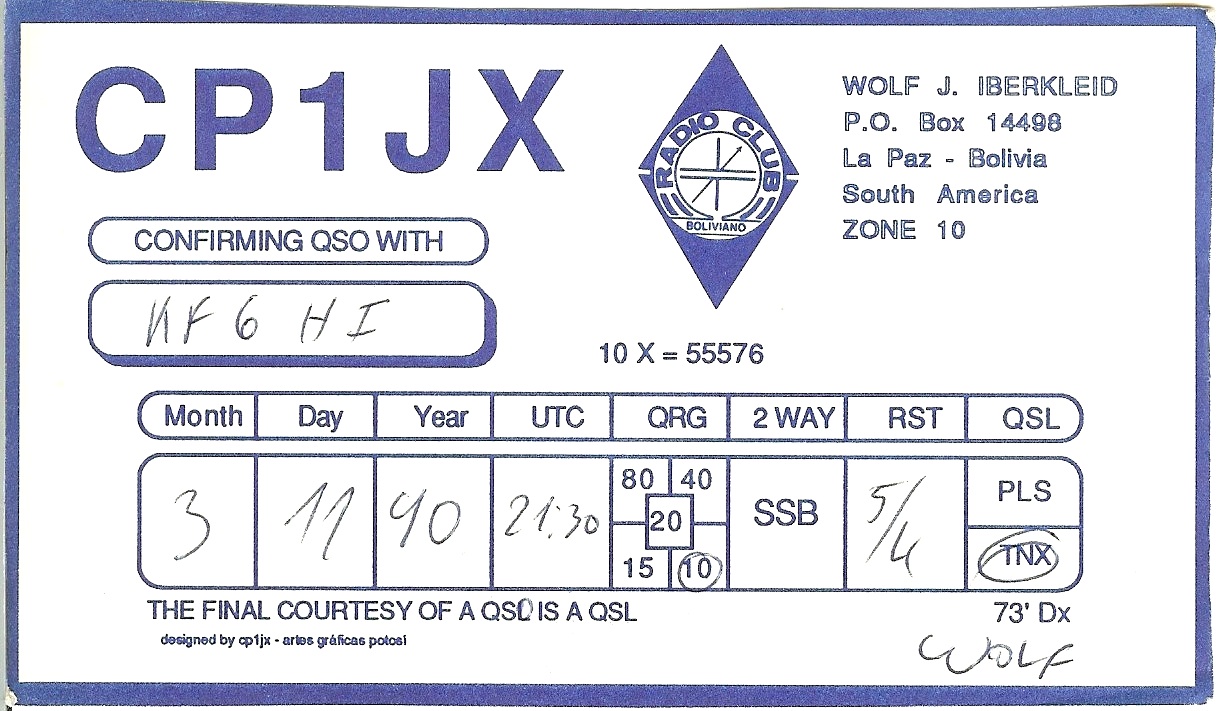 CP1JX
RADIO CLUB
BOLIVIANO
WOLF J. IBERKLEID
P.O. Box 14498
La Paz - Bolivia
South America
ZONE 10
CONFIRMING QSO WITH
KF6HI
10 X = 55576
Month Day Year UTC QRG 2 WAY RST QSL
3 11 90 21:30 80 40 20 15 10 SSB 5/4 PLS TNX
THE FINAL COURTESY OF A QSO IS A QSL
73' Dx
designed by cp1jx - artes gráficas potosi
WOLF